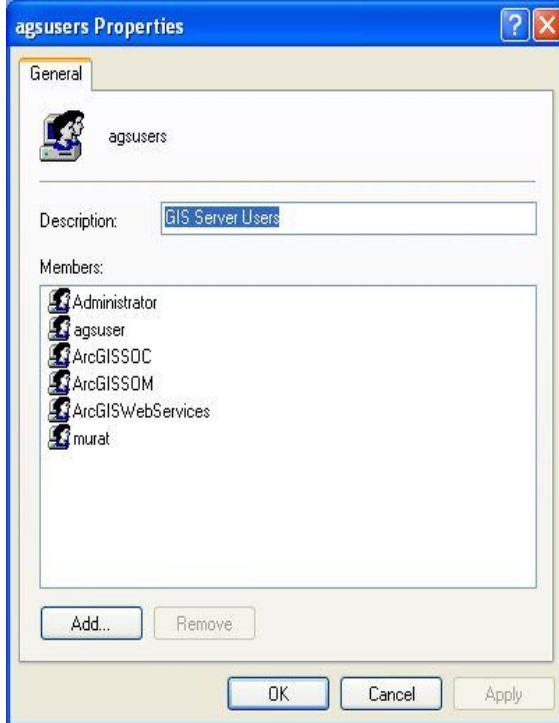 agsusers Properties
General
agsusers
Description: GIS Server Users
Members:
Administrator
agsuser
ArcGISSOC
ArcGISSOM
ArcGISWebServices
murat
Add... Remove
OK Cancel Apply